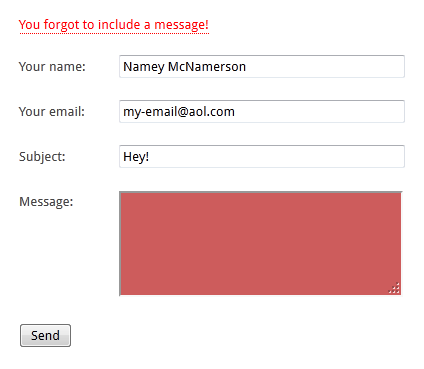 You forgot to include a message!
Your name: Namey McNamerson
Your email: my-email@aol.com
Subject: Hey!
Message:
Send